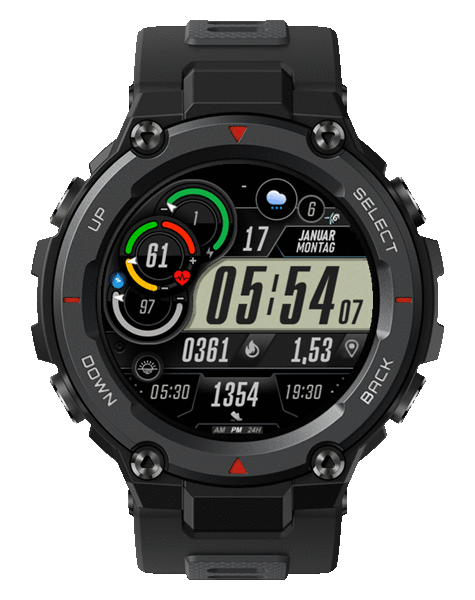 UP
SELECT
1
6
17
JANUAR
MONTAG
61
97
05:54 07
0361 1,53
05:30 1354 19:30
AM PM 24H
DOWN
BACK